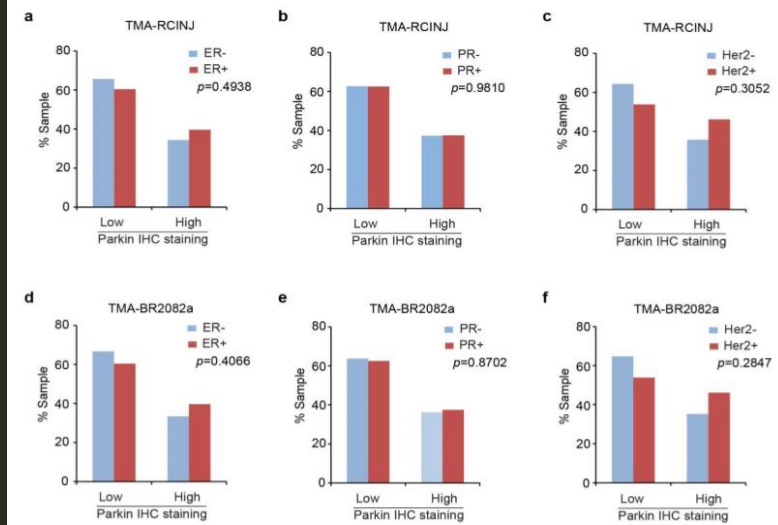 a
TMA-RCINJ
ER-
ER+
p=0.4938
% Sample
80
60
40
20
0
Low High
Parkin IHC staining
b
TMA-RCINJ
PR-
PR+
p=0.9810
% Sample
80
60
40
20
0
Low High
Parkin IHC staining
c
TMA-RCINJ
Her2-
Her2+
p=0.3052
% Sample
80
60
40
20
0
Low High
Parkin IHC staining
d
TMA-BR2082a
ER-
ER+
p=0.4066
% Sample
80
60
40
20
0
Low High
Parkin IHC staining
e
TMA-BR2082a
PR-
PR+
p=0.8702
% Sample
80
60
40
20
0
Low High
Parkin IHC staining
f
TMA-BR2082a
Her2-
Her2+
p=0.2847
% Sample
80
60
40
20
0
Low High
Parkin IHC staining